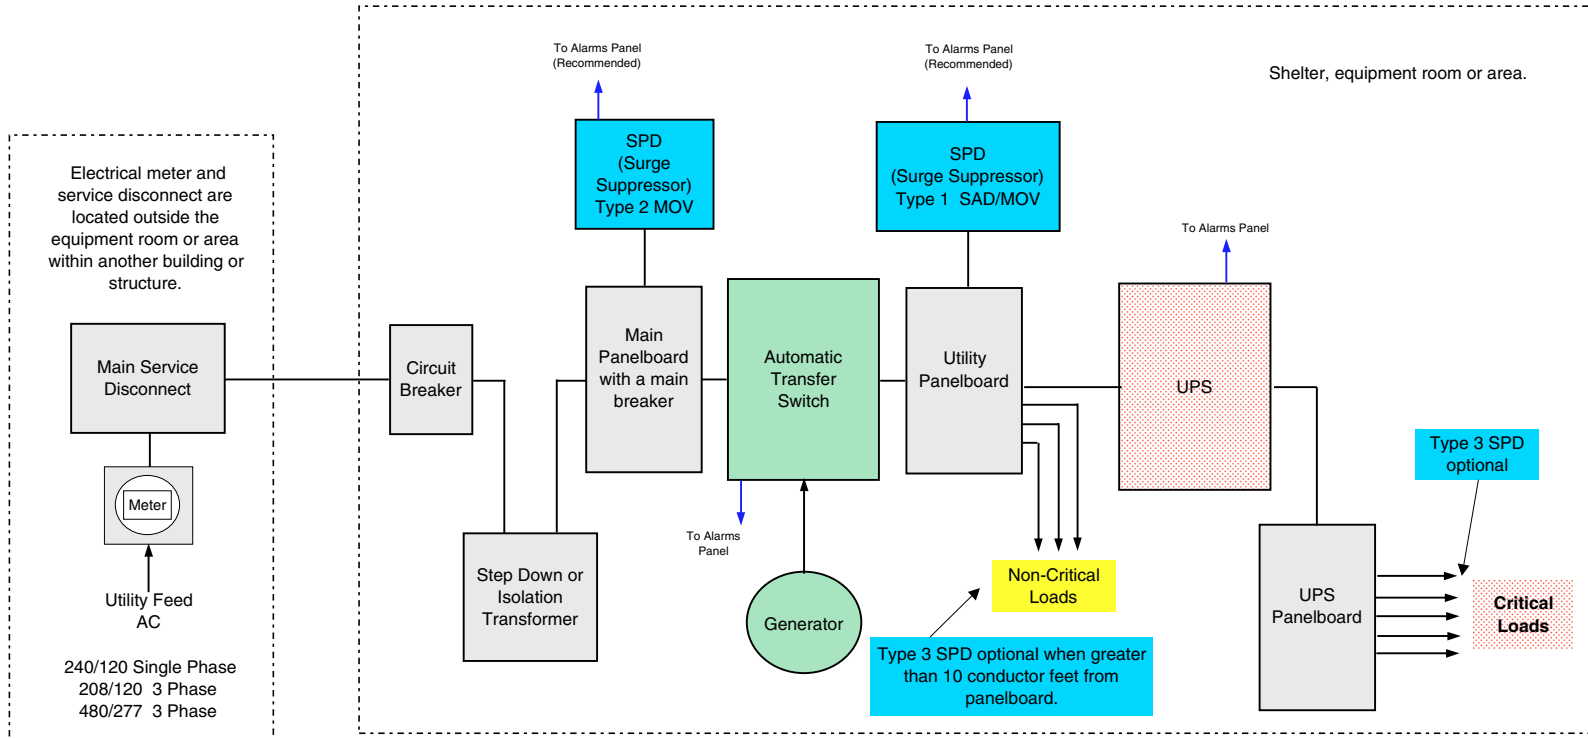 To Alarms Panel
(Recommended)
To Alarms Panel
(Recommended)
Shelter, equipment room or area.
Electrical meter and
service disconnect are
located outside the
equipment room or area
within another building or
structure.
SPD
(Surge
Suppressor)
Type 2 MOV
SPD
(Surge Suppressor)
Type 1 SAD/MOV
To Alarms Panel
Main Service
Disconnect
Circuit
Breaker
Main
Panelboard
with a main
breaker
Automatic
Transfer
Switch
Utility
Panelboard
UPS
Type 3 SPD
optional
Meter
To Alarms
Panel
Step Down or
Isolation
Transformer
Generator
Non-Critical
Loads
UPS
Panelboard
Critical
Loads
Utility Feed
AC
Type 3 SPD optional when greater
than 10 conductor feet from
panelboard.
240/120 Single Phase
208/120 3 Phase
480/277 3 Phase